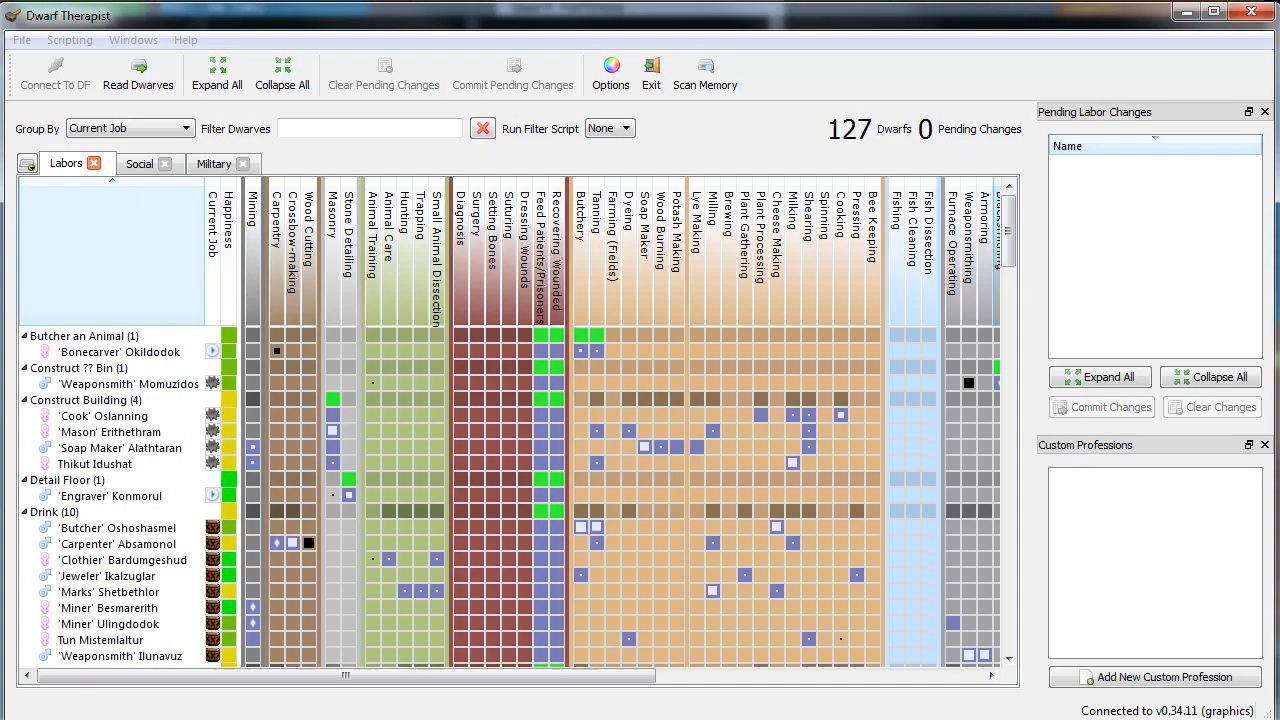 Dwarf Therapist
File Scripting Windows Help
Connect To DF Read Dwarves Expand All Collapse All Clear Pending Changes Commit Pending Changes Options Exit Scan Memory
Group By Current Job Filter Dwarves Run Filter Script None 127 Dwarfs 0 Pending Changes
Labors Social Military
Current Job
Happiness
Mining
Carpentry
Crossbow-making
Wood Cutting
Masonry
Stone Detailing
Animal Training
Animal Care
Hunting
Trapping
Small Animal Dissection
Diagnosis
Surgery
Setting Bones
Suturing
Dressing Wounds
Feed Patients/Prisoners
Recovering Wounded
Butchery
Tanning
Farming (Fields)
Dyeing
Soap Maker
Wood Burning
Potash Making
Lye Making
Milling
Brewing
Plant Gathering
Plant Processing
Cheese Making
Milking
Shearing
Spinning
Cooking
Pressing
Bee Keeping
Fishing
Fish Cleaning
Fish Dissection
Furnace Operating
Weaponsmithing
Armoring
Butcher an Animal (1)
'Bonecarver' Okildodok
Construct ?? Bin (1)
'Weaponsmith' Momuzidos
Construct Building (4)
'Cook' Oslanning
'Mason' Erithethram
'Soap Maker' Alathtaran
Thikut Idushat
Detail Floor (1)
'Engraver' Konmorul
Drink (10)
'Butcher' Oshoshasmel
'Carpenter' Absamonol
'Clothier' Bardumgeshud
'Jeweler' Ikalzuglar
'Marks' Shetbethlor
'Miner' Besmarerith
'Miner' Ulingdodok
Tun Mistemlaltur
'Weaponsmith' Ilunavuz
Pending Labor Changes
Name
Expand All Collapse All
Commit Changes Clear Changes
Custom Professions
Add New Custom Profession
Connected to v0.34.11 (graphics)